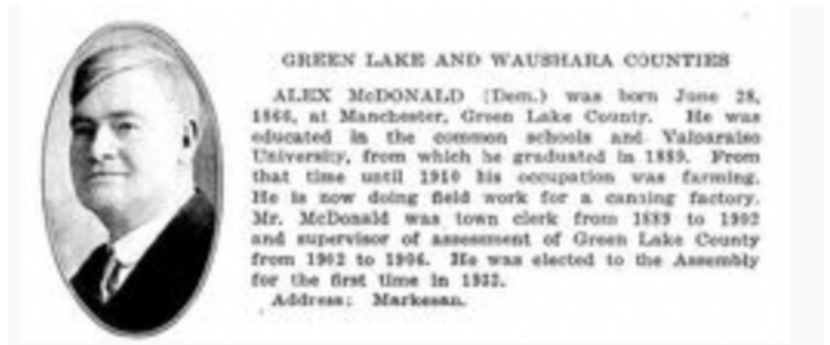 GREEN LAKE AND WAUSHARA COUNTIES
ALEX McDONALD (Dem.) was born June 28,
1866, at Manchester, Green Lake County. He was
educated in the common schools and Valparaiso
University, from which he graduated in 1889. From
that time until 1910 his occupation was farming.
He is now doing field work for a canning factory.
Mr. McDonald was town clerk from 1889 to 1902
and supervisor of assessment of Green Lake County
from 1902 to 1906. He was elected to the Assembly
for the first time in 1932.
Address: Markesan.